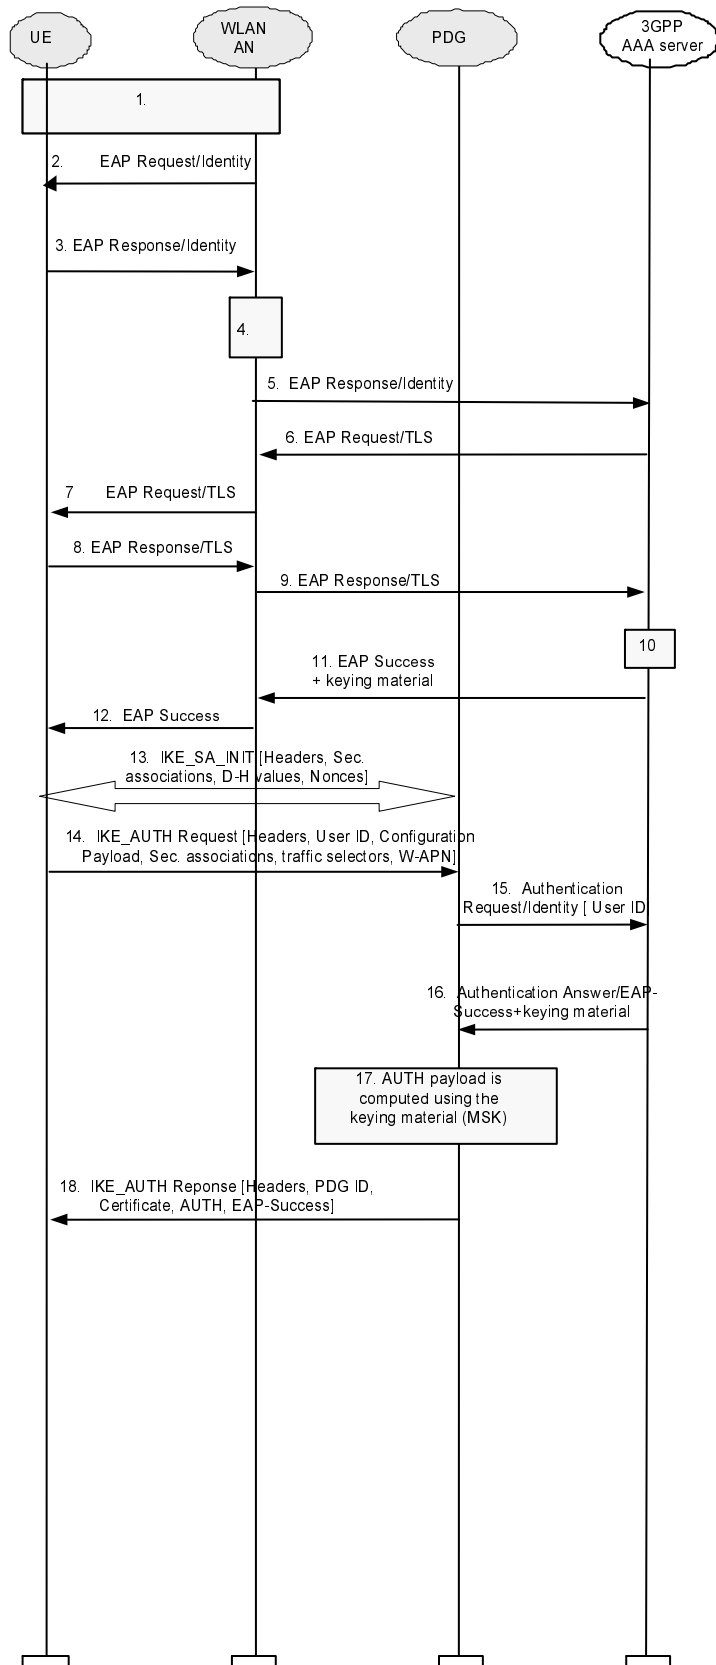 UE
WLAN
AN
PDG
3GPP
AAA server
1.
2. EAP Request/Identity
3. EAP Response/Identity
4.
5. EAP Response/Identity
6. EAP Request/TLS
7 EAP Request/TLS
8. EAP Response/TLS
9. EAP Response/TLS
10
11. EAP Success
+ keying material
12. EAP Success
13. IKE_SA_INIT [Headers, Sec.
associations, D-H values, Nonces]
14. IKE_AUTH Request [Headers, User ID, Configuration
Payload, Sec. associations, traffic selectors, W-APN]
15. Authentication
Request/Identity [ User ID
16. Authentication Answer/EAP-
Success+keying material
17. AUTH payload is
computed using the
keying material (MSK)
18. IKE_AUTH Reponse [Headers, PDG ID,
Certificate, AUTH, EAP-Success]